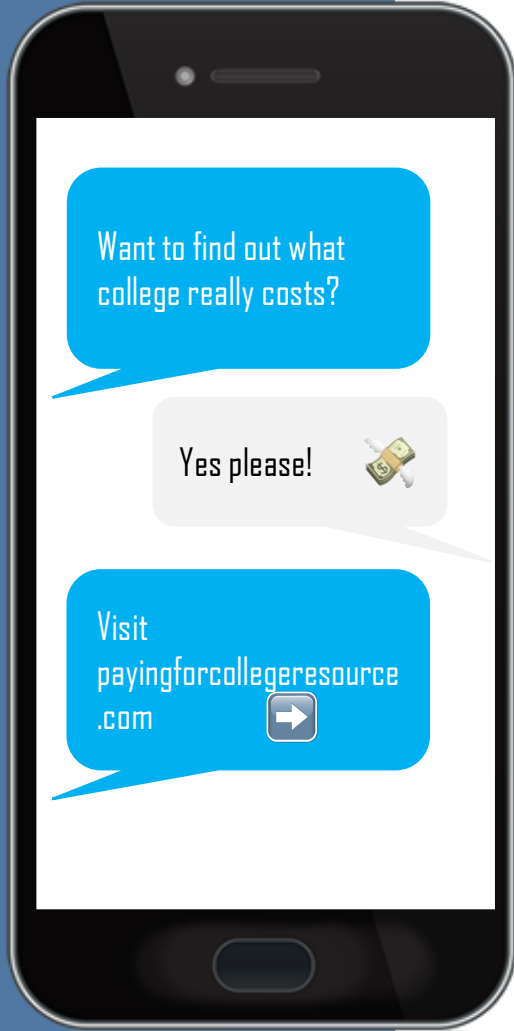 Want to find out what
college really costs?
Yes please!
Visit
payingforcollegeresource
.com